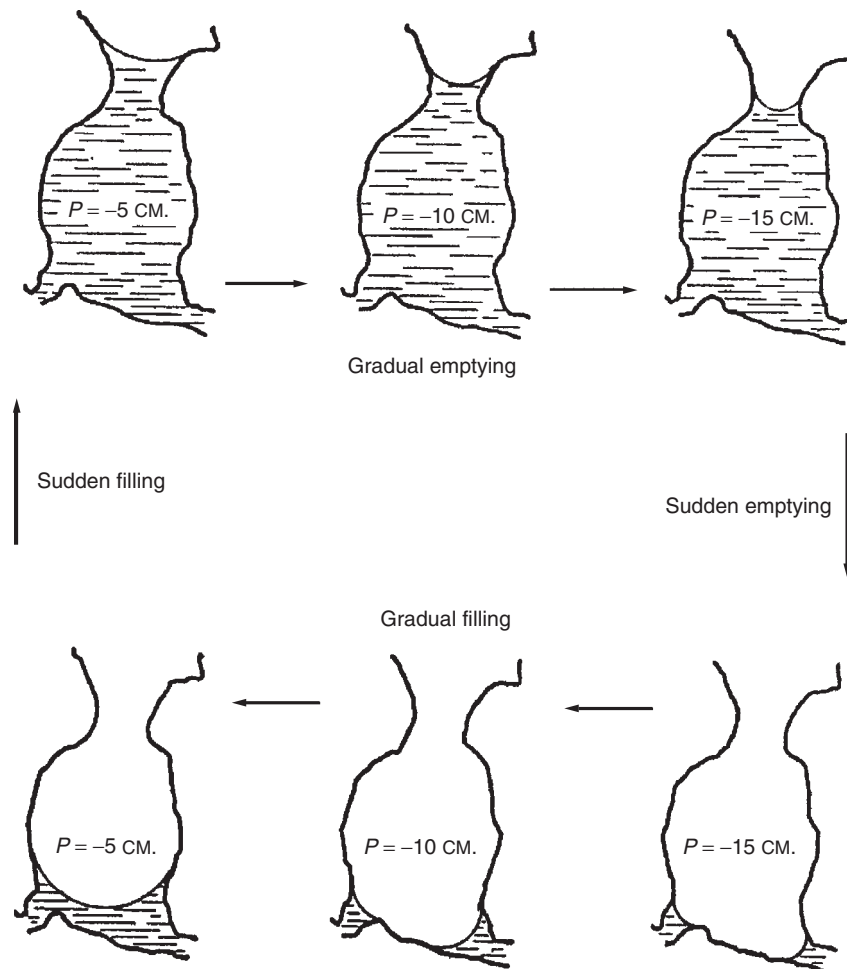 P = –5 CM.
P = –10 CM.
P = –15 CM.
Gradual emptying
Sudden filling
Sudden emptying
Gradual filling
P = –5 CM.
P = –10 CM.
P = –15 CM.